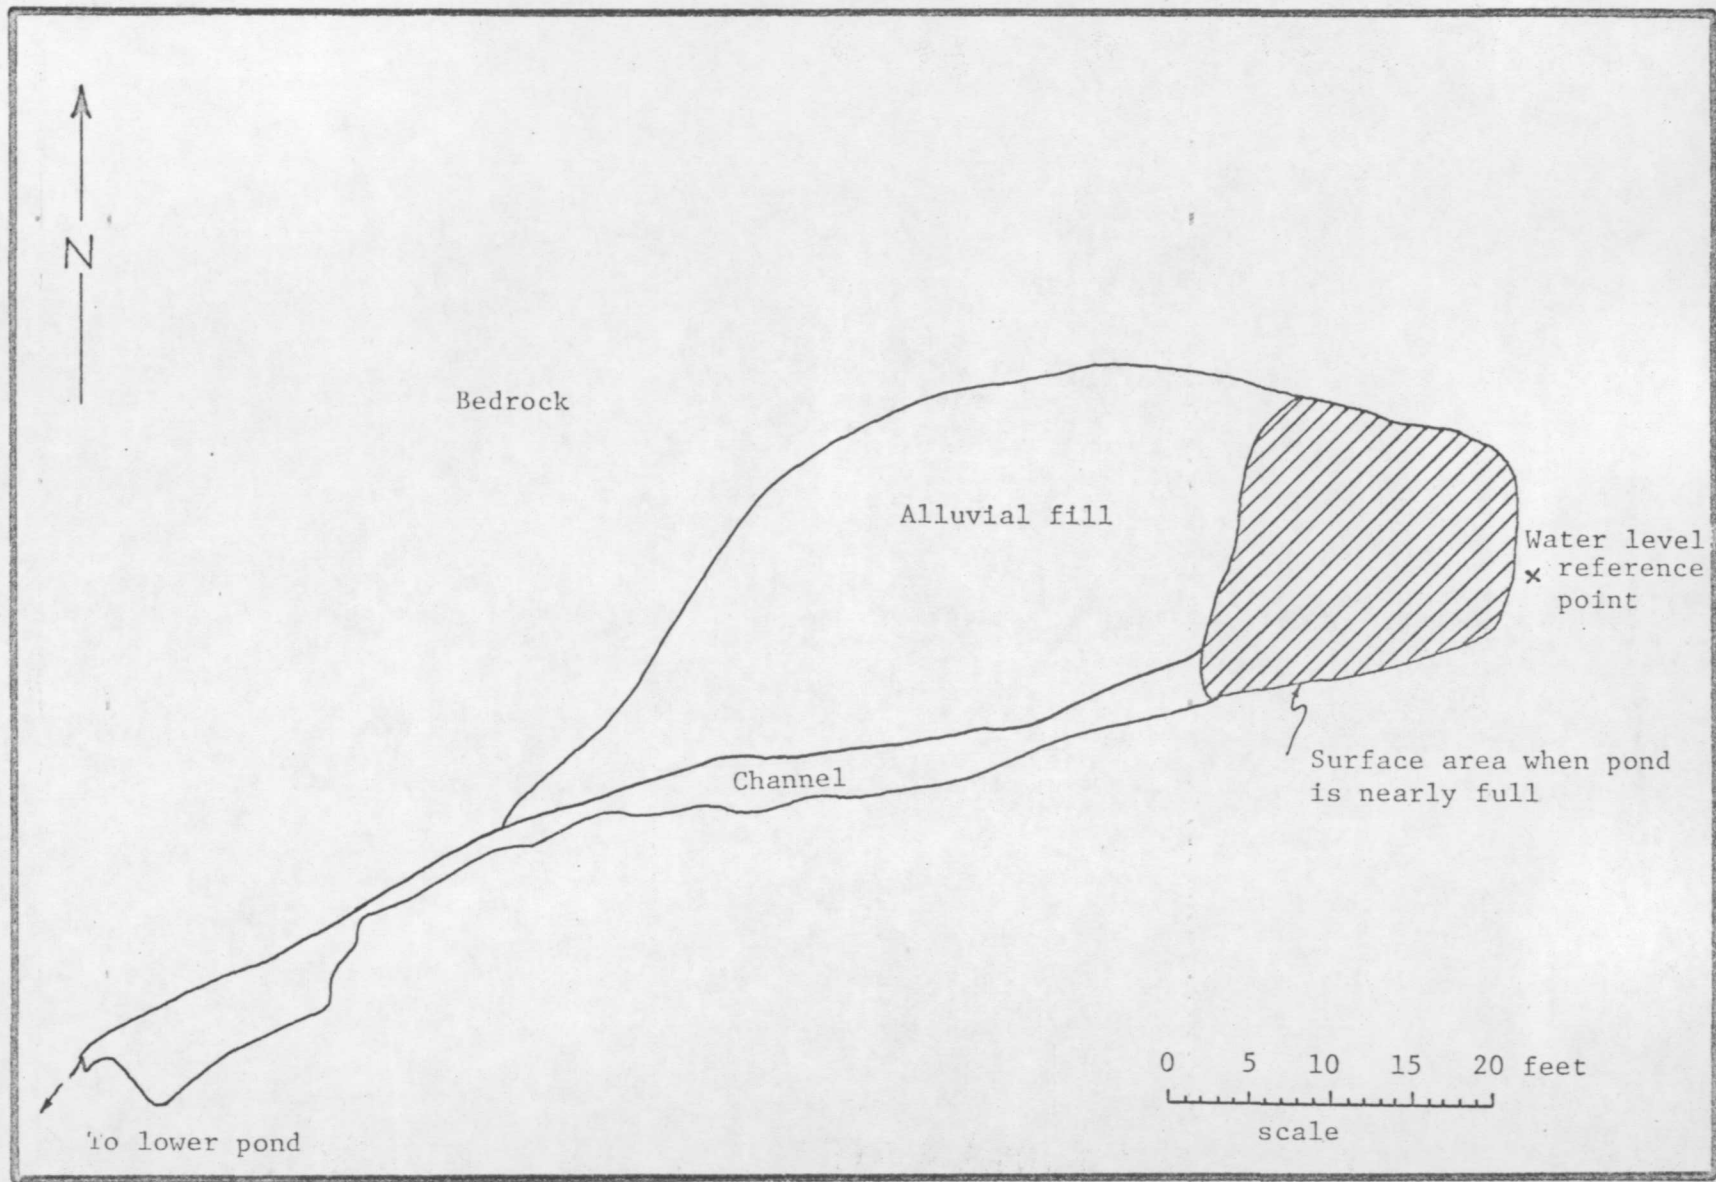 N
Bedrock
Alluvial fill
Water level
x reference
point
Channel
Surface area when pond
is nearly full
0 5 10 15 20 feet
scale
To lower pond